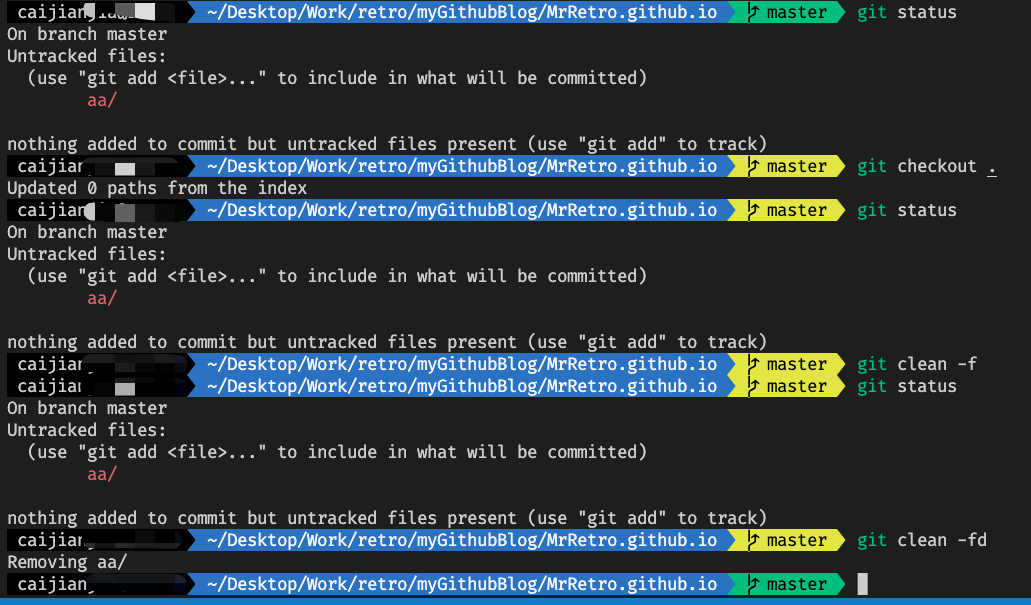 caijian ~/Desktop/Work/retro/myGithubBlog/MrRetro.github.io master git status
On branch master
Untracked files:
  (use "git add <file>..." to include in what will be committed)
        aa/
nothing added to commit but untracked files present (use "git add" to track)
caijian ~/Desktop/Work/retro/myGithubBlog/MrRetro.github.io master git checkout .
Updated 0 paths from the index
caijian ~/Desktop/Work/retro/myGithubBlog/MrRetro.github.io master git status
On branch master
Untracked files:
  (use "git add <file>..." to include in what will be committed)
        aa/
nothing added to commit but untracked files present (use "git add" to track)
caijian ~/Desktop/Work/retro/myGithubBlog/MrRetro.github.io master git clean -f
caijian ~/Desktop/Work/retro/myGithubBlog/MrRetro.github.io master git status
On branch master
Untracked files:
  (use "git add <file>..." to include in what will be committed)
        aa/
nothing added to commit but untracked files present (use "git add" to track)
caijian ~/Desktop/Work/retro/myGithubBlog/MrRetro.github.io master git clean -fd
Removing aa/
caijian ~/Desktop/Work/retro/myGithubBlog/MrRetro.github.io master